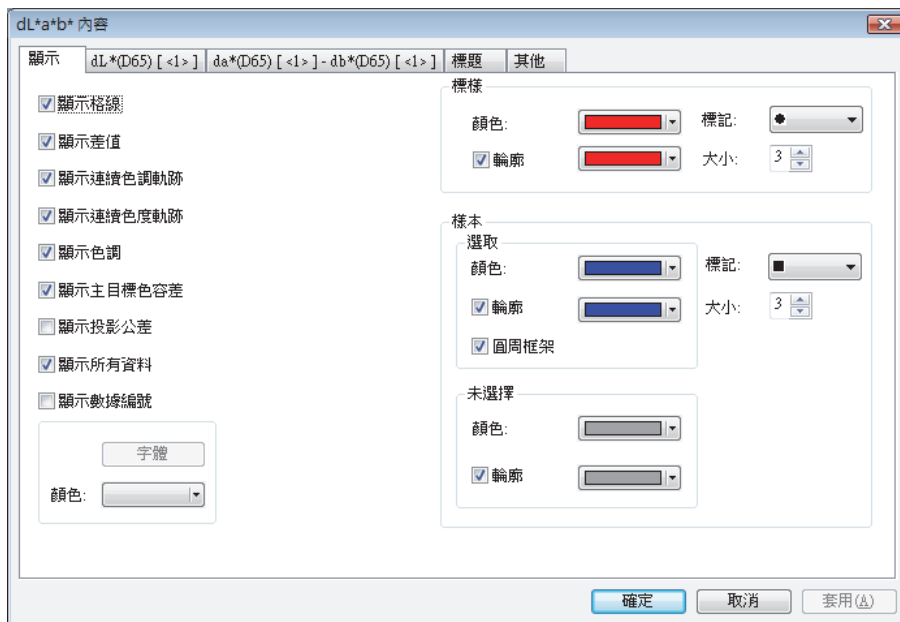 dL*a*b* 內容
顯示 dL*(D65) [ <1> ] da*(D65) [ <1> ] - db*(D65) [ <1> ] 標題 其他
顯示格線
顯示差值
顯示連續色調軌跡
顯示連續色度軌跡
顯示色調
顯示主目標色容差
顯示投影公差
顯示所有資料
顯示數據編號
字體
顏色:
標樣
顏色: 標記:
輪廓 大小: 3
樣本
選取
顏色: 標記:
輪廓 大小: 3
圓周框架
未選擇
顏色:
輪廓
確定 取消 套用(A)